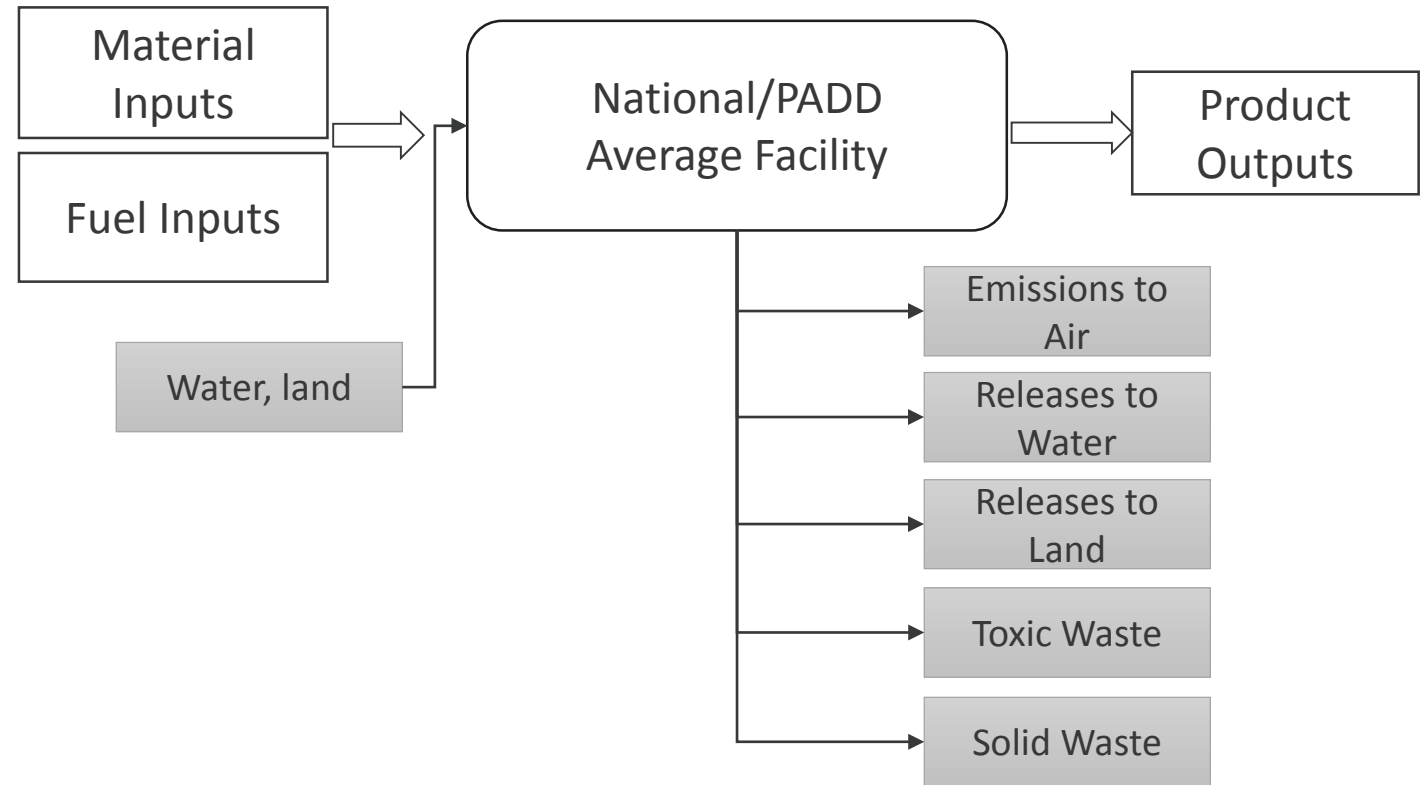 Material
Inputs
Fuel Inputs
Water, land
National/PADD
Average Facility
Product
Outputs
Emissions to
Air
Releases to
Water
Releases to
Land
Toxic Waste
Solid Waste